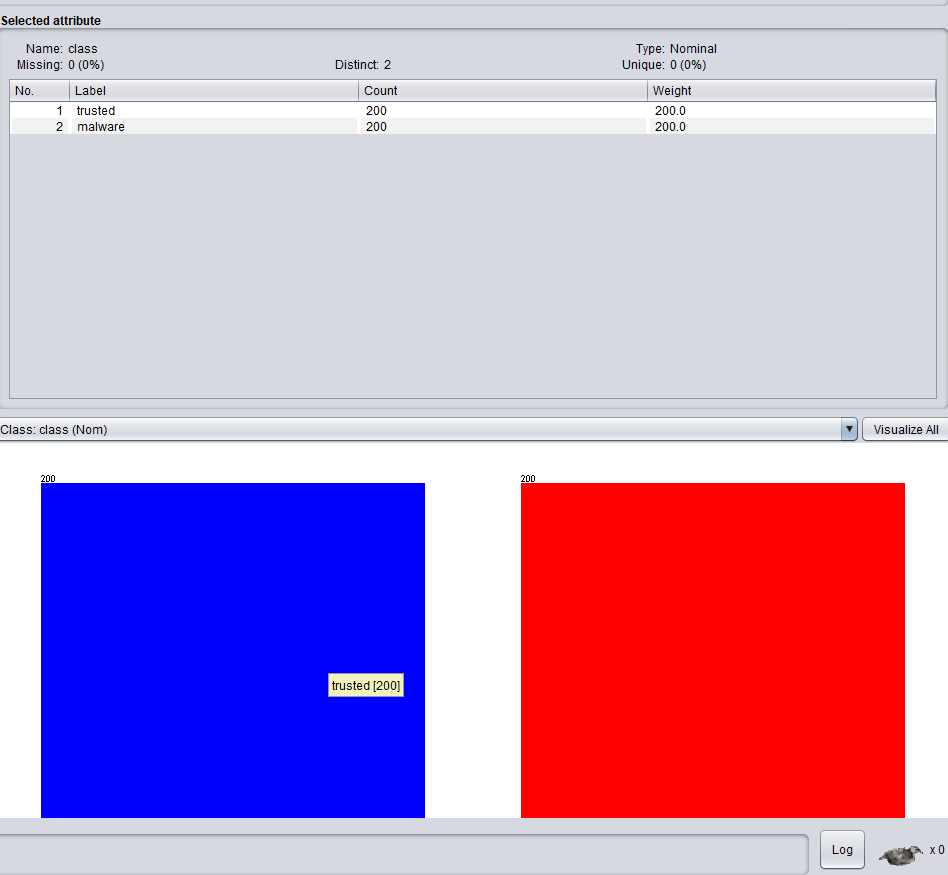 Selected attribute
Name: class Type: Nominal
Missing: 0 (0%) Distinct: 2 Unique: 0 (0%)
No. Label Count Weight
1 trusted 200 200.0
2 malware 200 200.0
Class: class (Nom) Visualize All
200 200
trusted [200]
Log x 0